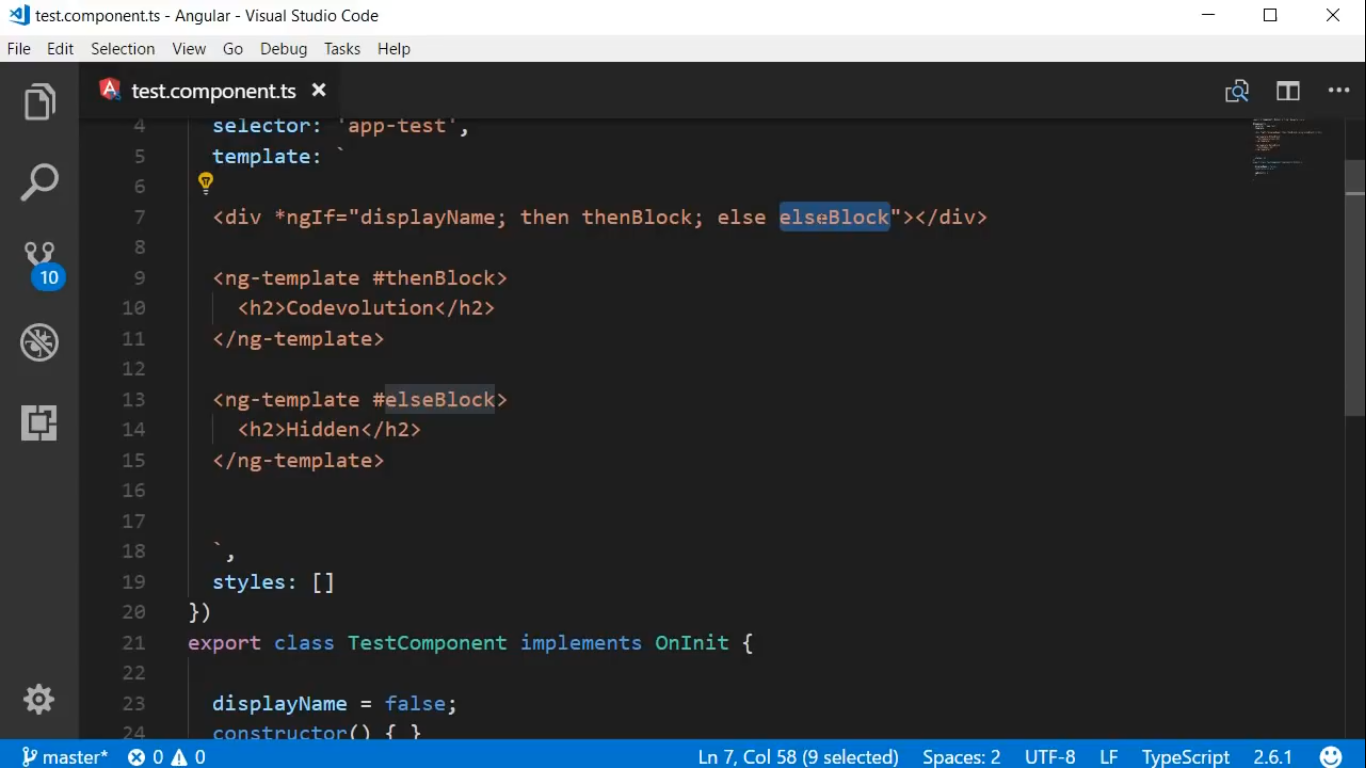 test.component.ts - Angular - Visual Studio Code
File Edit Selection View Go Debug Tasks Help
test.component.ts
4 selector: 'app-test',
5 template: `
6
7 <div *ngIf="displayName; then thenBlock; else elseBlock"></div>
8
9 <ng-template #thenBlock>
10 <h2>Codevolution</h2>
11 </ng-template>
12
13 <ng-template #elseBlock>
14 <h2>Hidden</h2>
15 </ng-template>
16
17
18 `,
19 styles: []
20 })
21 export class TestComponent implements OnInit {
22
23 displayName = false;
24 constructor() { }
10
master* 0 0 Ln 7, Col 58 (9 selected) Spaces: 2 UTF-8 LF TypeScript 2.6.1